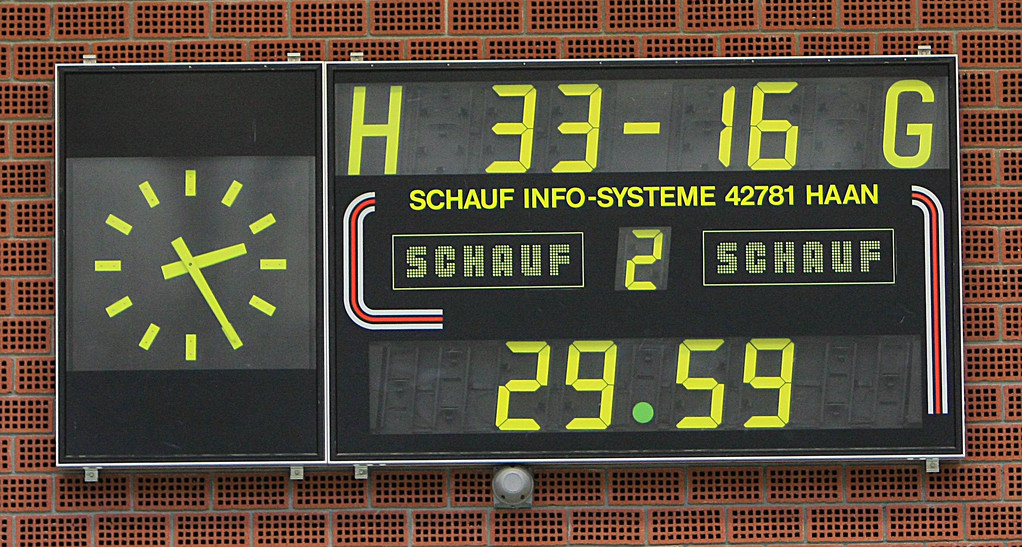 H 33-16 G
SCHAUF INFO-SYSTEME 42781 HAAN
SCHAUF 2 SCHAUF
29.59